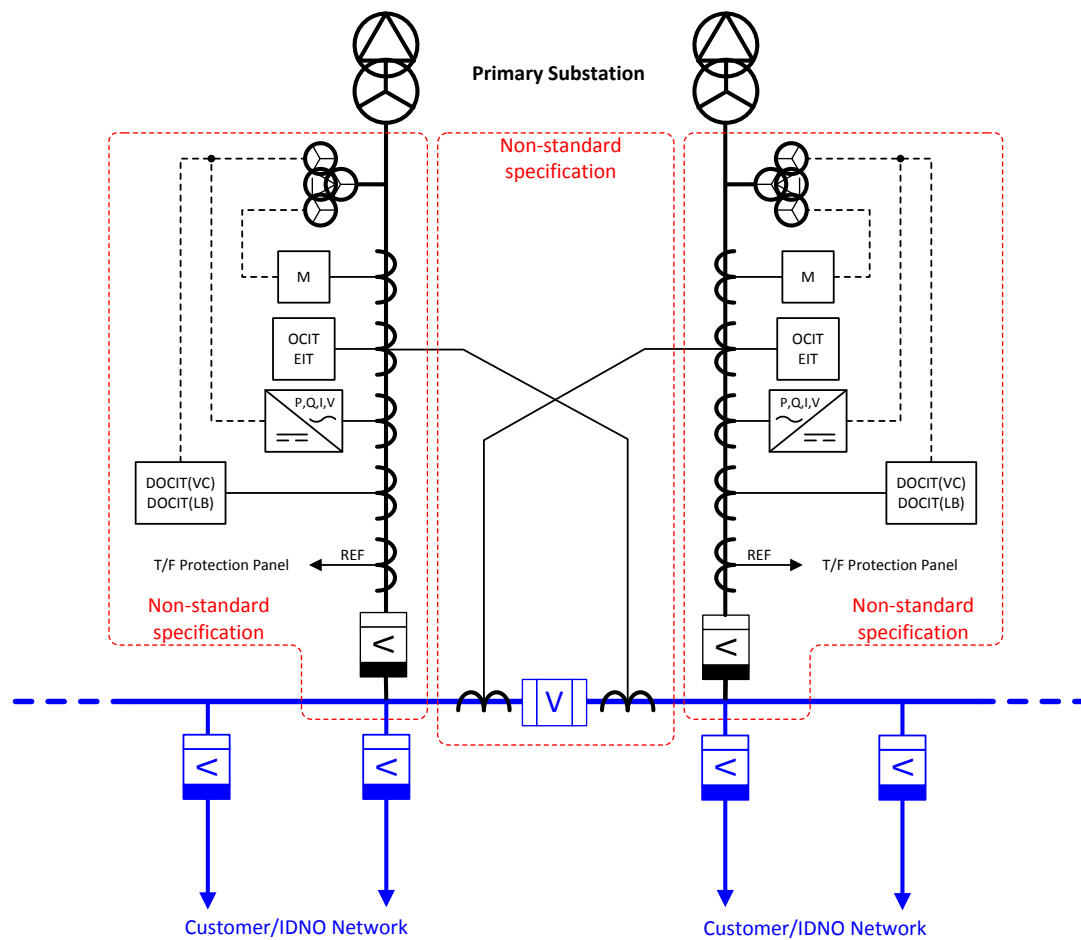 Primary Substation
Non-standard
specification
M
M
OCIT
EIT
OCIT
EIT
P,Q,I,V
P,Q,I,V
DOCIT(VC)
DOCIT(LB)
DOCIT(VC)
DOCIT(LB)
T/F Protection Panel
REF
REF
T/F Protection Panel
Non-standard
specification
Non-standard
specification
V
V
V
V
V
V
V
Customer/IDNO Network
Customer/IDNO Network